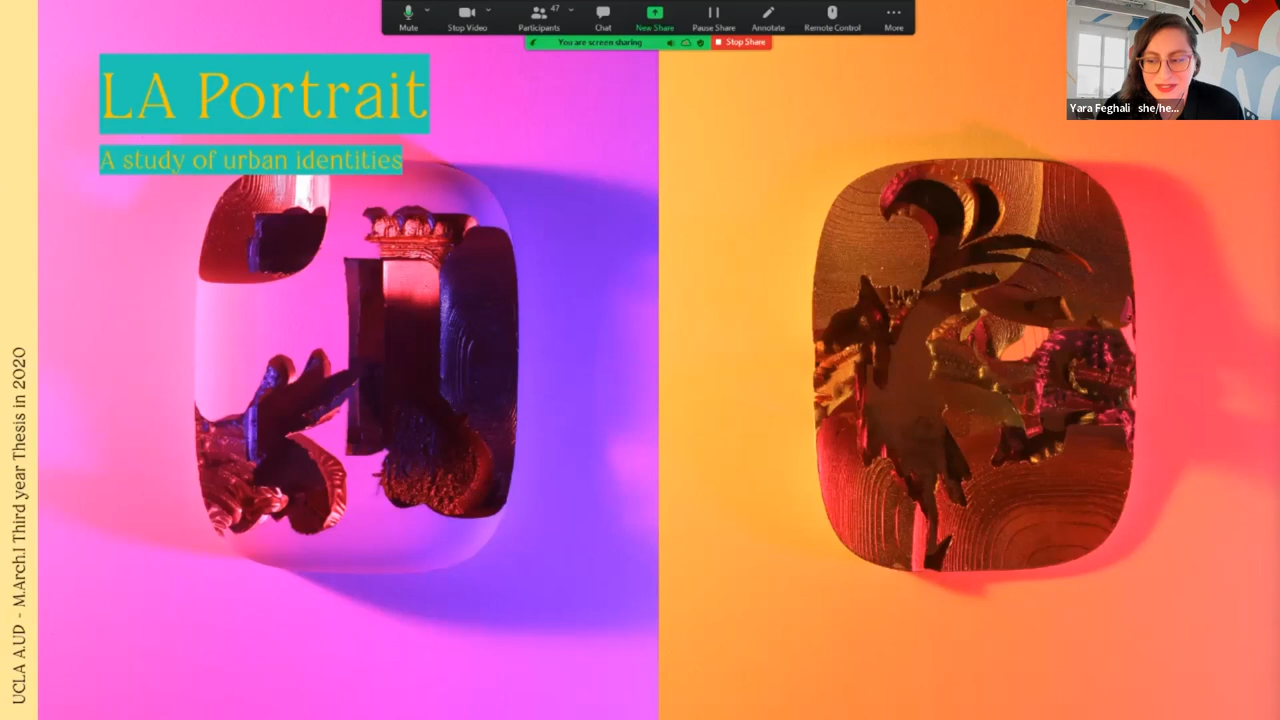 47
Mute
Stop Video
Participants
Chat
New Share
Pause Share
Annotate
Remote Control
More
You are screen sharing
Stop Share
LA Portrait
A study of urban identities
Yara Feghali she/he...
UCLA A.UD - M.Arch.I Third year Thesis in 2020